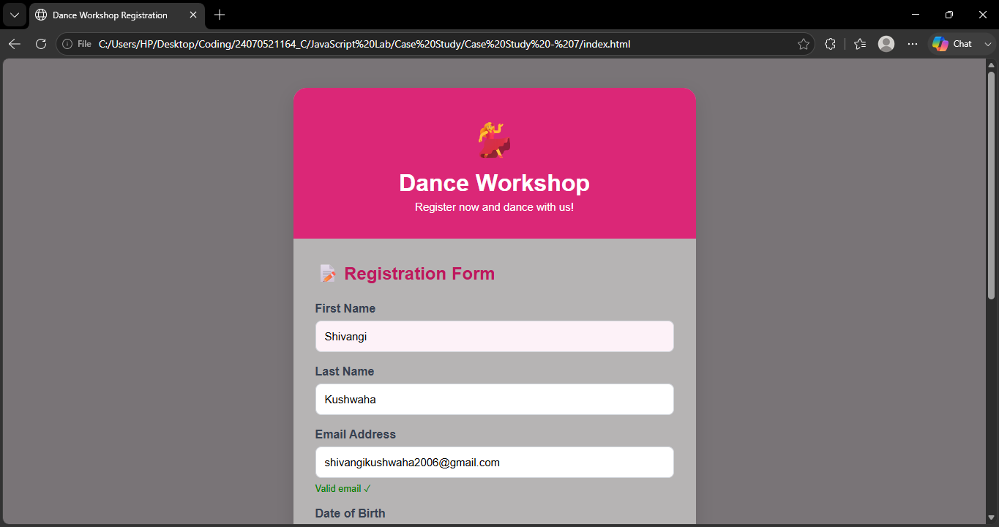 Dance Workshop Registration
File C:/Users/HP/Desktop/Coding/24070521164_C/JavaScript%20Lab/Case%20Study/Case%20Study%20-%207/index.html
Chat
Dance Workshop
Register now and dance with us!
Registration Form
First Name
Shivangi
Last Name
Kushwaha
Email Address
shivangikushwaha2006@gmail.com
Valid email ✓
Date of Birth